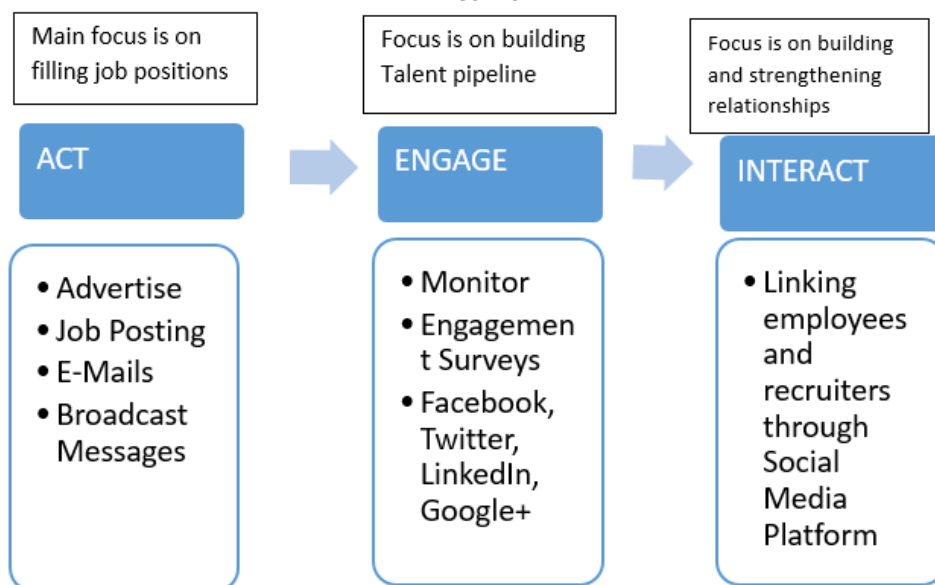 Main focus is on
filling job positions
Focus is on building
Talent pipeline
Focus is on building
and strengthening
relationships
ACT
ENGAGE
INTERACT
• Advertise
• Job Posting
• E-Mails
• Broadcast
Messages
• Monitor
• Engagemen
t Surveys
• Facebook,
Twitter,
LinkedIn,
Google+
• Linking
employees
and
recruiters
through
Social
Media
Platform